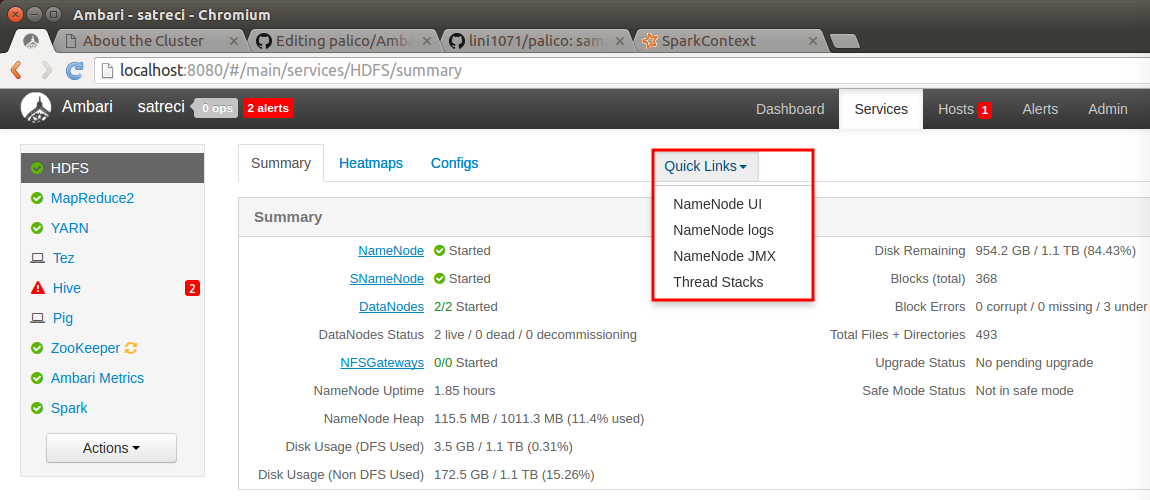 Ambari - satreci - Chromium
About the Cluster
Editing palico/Amba
lini1071/palico: sam
SparkContext
localhost:8080/#/main/services/HDFS/summary
Ambari satreci 0 ops 2 alerts Dashboard Services Hosts 1 Alerts Admin
HDFS
MapReduce2
YARN
Tez
Hive 2
Pig
ZooKeeper
Ambari Metrics
Spark
Actions
Summary Heatmaps Configs Quick Links
NameNode UI
NameNode logs
NameNode JMX
Thread Stacks
Summary
NameNode Started
SNameNode Started
DataNodes 2/2 Started
DataNodes Status 2 live / 0 dead / 0 decommissioning
NFSGateways 0/0 Started
NameNode Uptime 1.85 hours
NameNode Heap 115.5 MB / 1011.3 MB (11.4% used)
Disk Usage (DFS Used) 3.5 GB / 1.1 TB (0.31%)
Disk Usage (Non DFS Used) 172.5 GB / 1.1 TB (15.26%)
Disk Remaining 954.2 GB / 1.1 TB (84.43%)
Blocks (total) 368
Block Errors 0 corrupt / 0 missing / 3 under
Total Files + Directories 493
Upgrade Status No pending upgrade
Safe Mode Status Not in safe mode